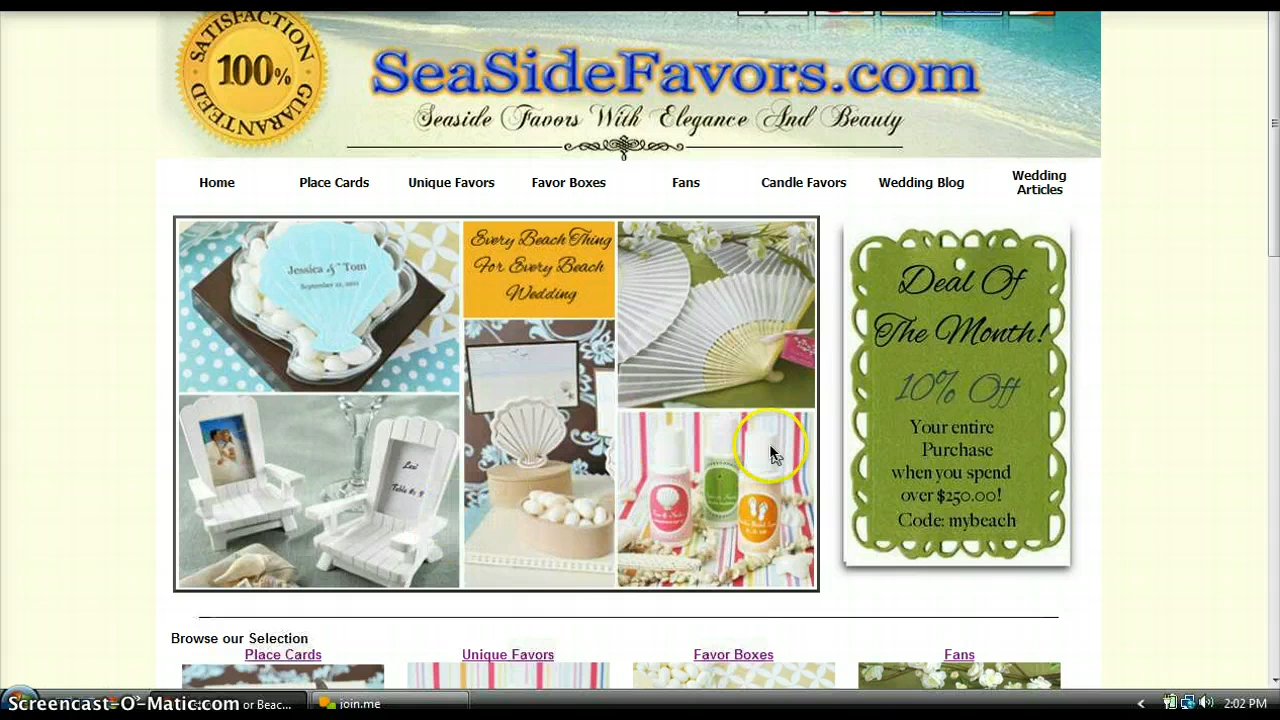 SATISFACTION
100%
GUARANTEED
SeaSideFavors.com
Seaside Favors With Elegance And Beauty
Home
Place Cards
Unique Favors
Favor Boxes
Fans
Candle Favors
Wedding Blog
Wedding
Articles
Jessica & Tom
Every Beach Thing
For Every Beach
Wedding
Deal Of
The Month!
10% Off
Your entire
Purchase
when you spend
over $250.00!
Code: mybeach
Browse our Selection
Place Cards
Unique Favors
Favor Boxes
Fans
Screencast-O-Matic.com
or Beac...
join.me
2:02 PM